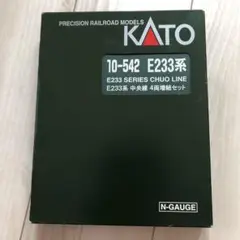 PRECISION RAILROAD MODELS
KATO
10-542 E233系
E233 SERIES CHUO LINE
E233系 中央線 4両増結セット
N-GAUGE